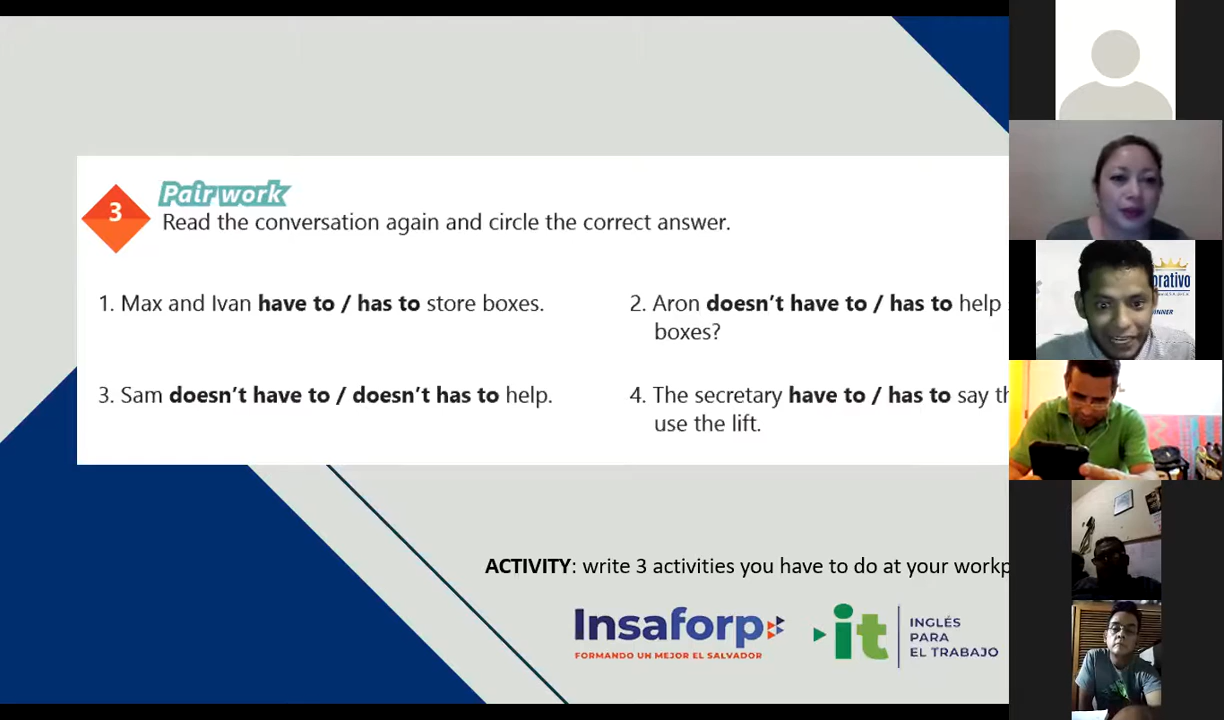 Pair work
3
Read the conversation again and circle the correct answer.
1. Max and Ivan have to / has to store boxes.
2. Aron doesn't have to / has to help
boxes?
3. Sam doesn't have to / doesn't has to help.
4. The secretary have to / has to say th
use the lift.
ACTIVITY: write 3 activities you have to do at your workp
Insaforp
FORMANDO UN MEJOR EL SALVADOR
it
INGLÉS
PARA
EL TRABAJO
orativo
INNER